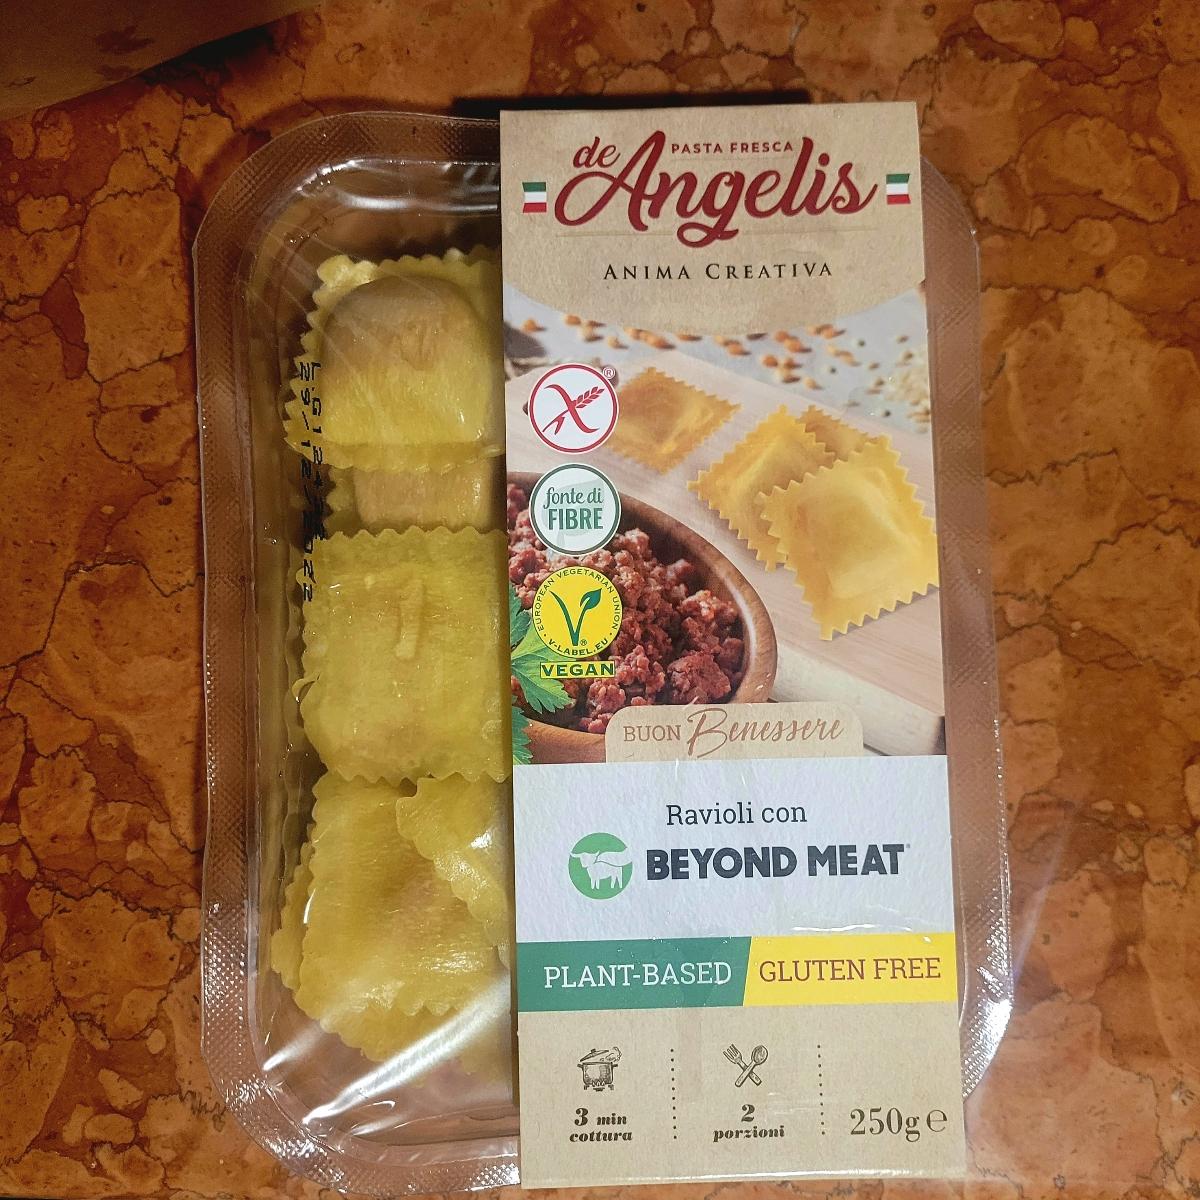 PASTA FRESCA
de Angelis
ANIMA CREATIVA
fonte di
FIBRE
EUROPEAN VEGETARIAN UNION
V-LABEL.EU
VEGAN
BUON Benessere
Ravioli con
BEYOND MEAT
PLANT-BASED
GLUTEN FREE
3 min
cottura
2
porzioni
250g e